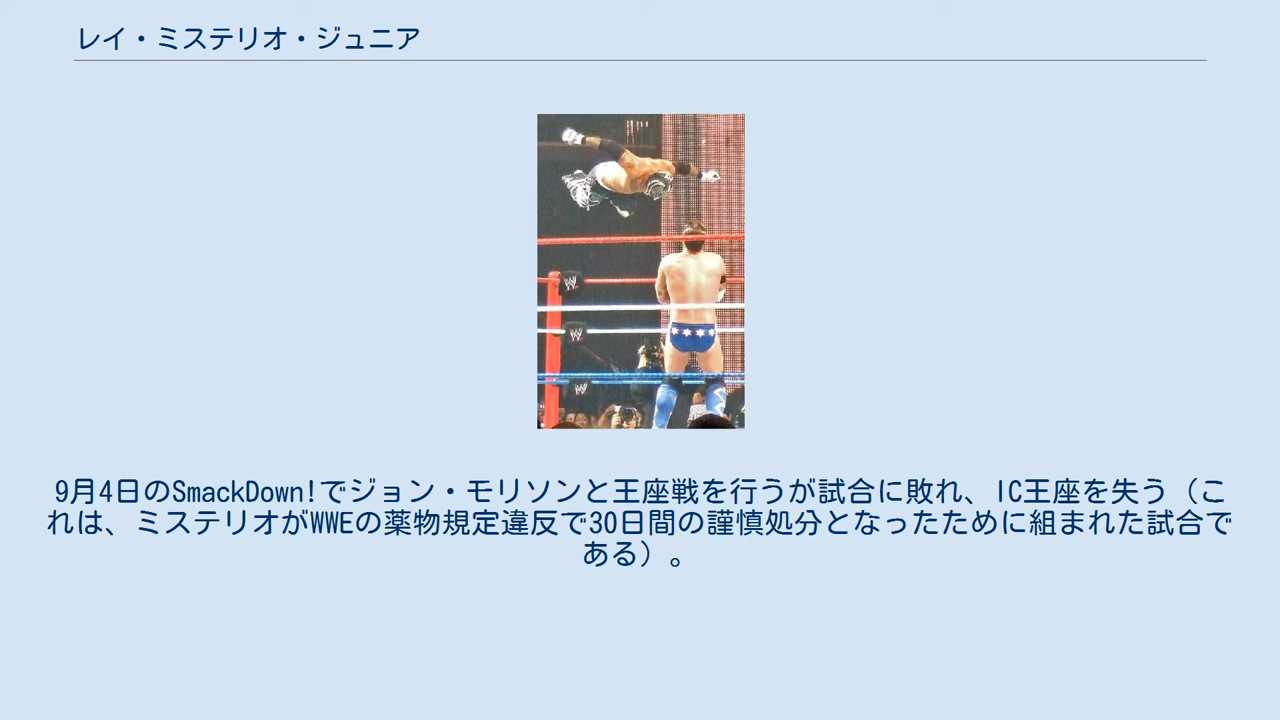 レイ・ミステリオ・ジュニア
W
W
W
9月4日のSmackDown!でジョン・モリソンと王座戦を行うが試合に敗れ、IC王座を失う（こ
れは、ミステリオがWWEの薬物規定違反で30日間の謹慎処分となったために組まれた試合で
ある）。